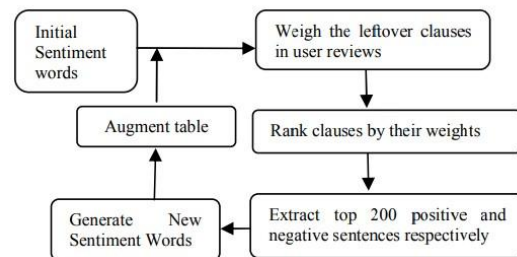 Initial
Sentiment
words
Weigh the leftover clauses
in user reviews
Augment table
Rank clauses by their weights
Generate New
Sentiment Words
Extract top 200 positive and
negative sentences respectively